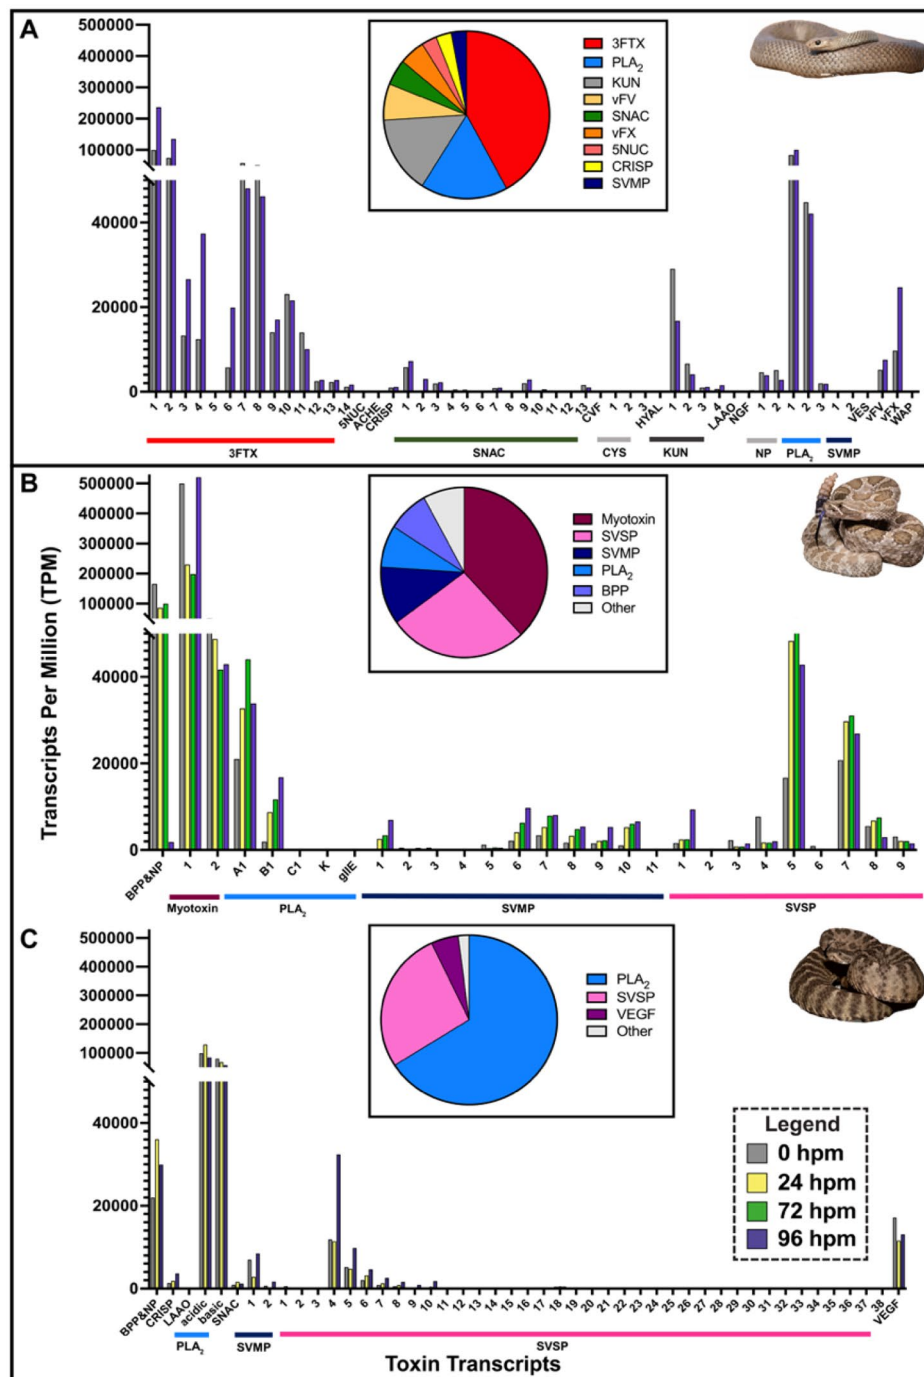 A
500000
400000
300000
200000
100000
40000
20000
0
3FTX
PLA₂
KUN
vFV
SNAC
vFX
5NUC
CRISP
SVMP
1 2 3 4 5 6 7 8 9 10 11 12 13 14 5NUC ACHE CRISP 1 2 3 4 5 6 7 8 9 10 11 12 13 CVF 1 2 3 HYAL 1 2 3 4 LAAO NGF 1 2 1 2 3 1 2 VES vFV vFX WAP
3FTX SNAC CYS KUN NP PLA₂ SVMP
B
Transcripts Per Million (TPM)
500000
400000
300000
200000
100000
40000
20000
0
Myotoxin
SVSP
SVMP
PLA₂
BPP
Other
BPP&NP 1 2 A1 B1 C1 K gIIE 1 2 3 4 5 6 7 8 9 10 11 1 2 3 4 5 6 7 8 9
Myotoxin PLA₂ SVMP SVSP
C
500000
400000
300000
200000
100000
40000
20000
0
PLA₂
SVSP
VEGF
Other
Legend
0 hpm
24 hpm
72 hpm
96 hpm
BPP&NP CRISP LAAO acidic basic SNAC 1 2 1 2 3 4 5 6 7 8 9 10 11 12 13 14 15 16 17 18 19 20 21 22 23 24 25 26 27 28 29 30 31 32 33 34 35 36 37 38 VEGF
PLA₂ SVMP SVSP
Toxin Transcripts